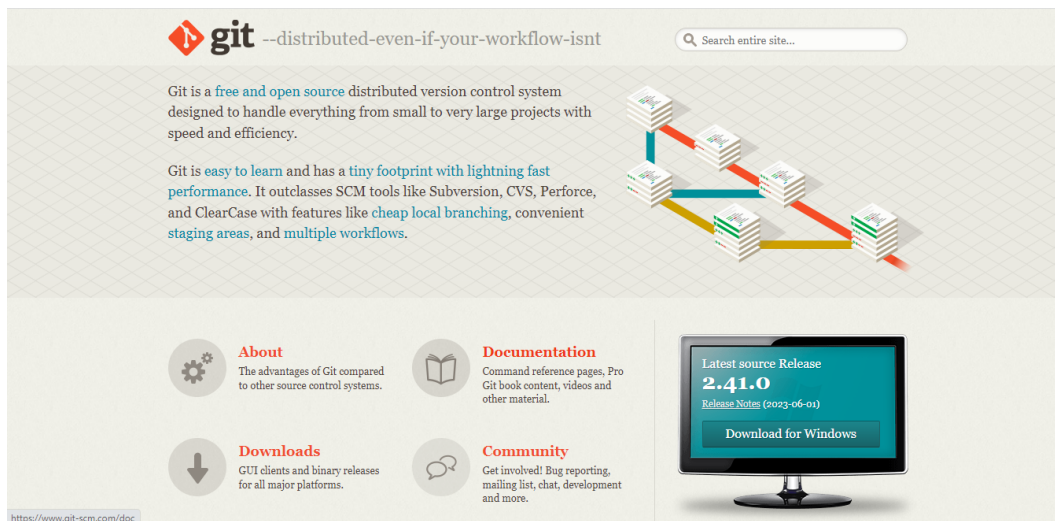 git --distributed-even-if-your-workflow-isnt
Search entire site...
Git is a free and open source distributed version control system
designed to handle everything from small to very large projects with
speed and efficiency.
Git is easy to learn and has a tiny footprint with lightning fast
performance. It outclasses SCM tools like Subversion, CVS, Perforce,
and ClearCase with features like cheap local branching, convenient
staging areas, and multiple workflows.
About
The advantages of Git compared
to other source control systems.
Documentation
Command reference pages, Pro
Git book content, videos and
other material.
Downloads
GUI clients and binary releases
for all major platforms.
Community
Get involved! Bug reporting,
mailing list, chat, development
and more.
Latest source Release
2.41.0
Release Notes (2023-06-01)
Download for Windows
https://www.git-scm.com/doc